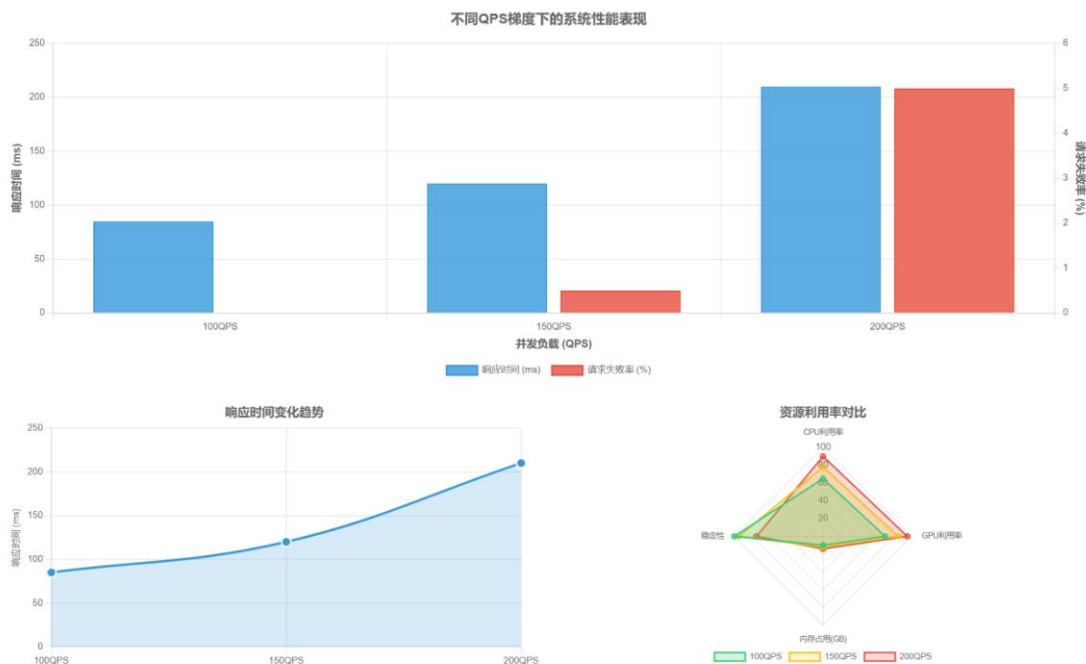 不同QPS梯度下的系统性能表现
250
200
150
100
50
0
响应时间 (ms)
6
5
4
3
2
1
0
请求失败率 (%)
100QPS
150QPS
200QPS
并发负载 (QPS)
响应时间 (ms)
请求失败率 (%)
响应时间变化趋势
250
200
150
100
50
0
响应时间 (ms)
100QPS
150QPS
200QPS
资源利用率对比
CPU利用率
100
80
60
40
20
稳定性
GPU利用率
内存占用(GB)
100QPS
150QPS
200QPS